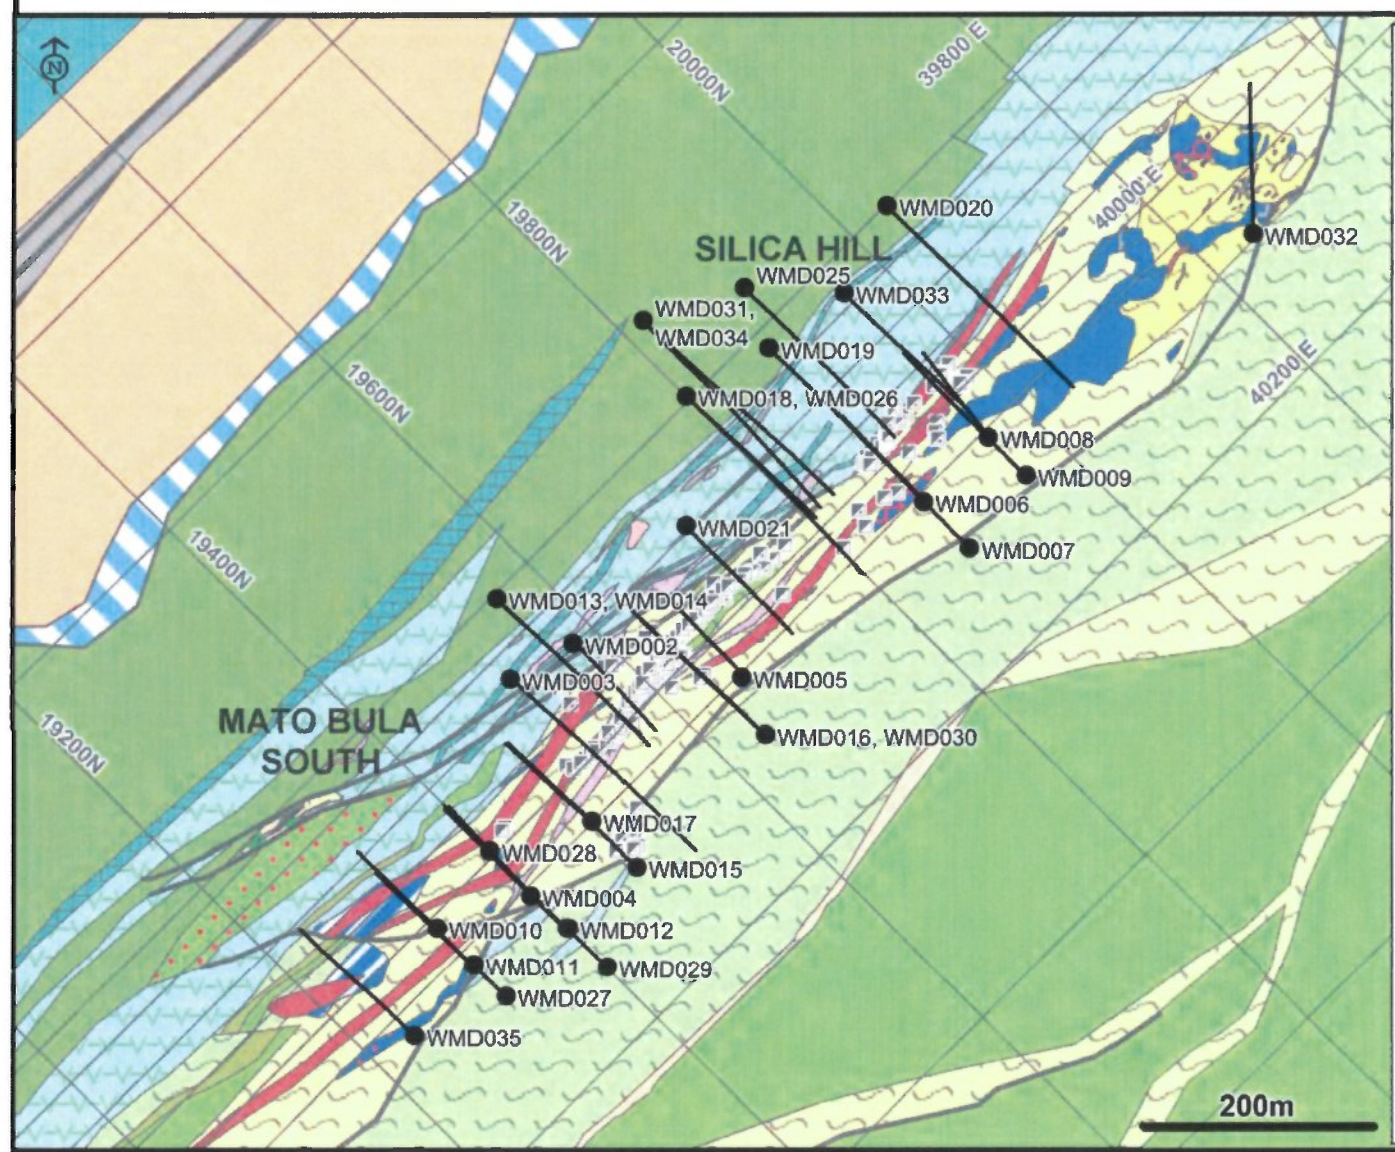 N
20000N
39800 E
19800N
40000 E
WMD020
SILICA HILL
WMD032
WMD025
WMD033
WMD031,
WMD034
WMD019
40200 E
19600N
WMD018, WMD026
WMD008
WMD009
WMD006
WMD021
WMD007
19400N
WMD013, WMD014
WMD002
WMD003
WMD005
MATO BULA
SOUTH
WMD016, WMD030
19200N
WMD017
WMD028
WMD015
WMD004
WMD010
WMD012
WMD011
WMD029
WMD027
WMD035
200m